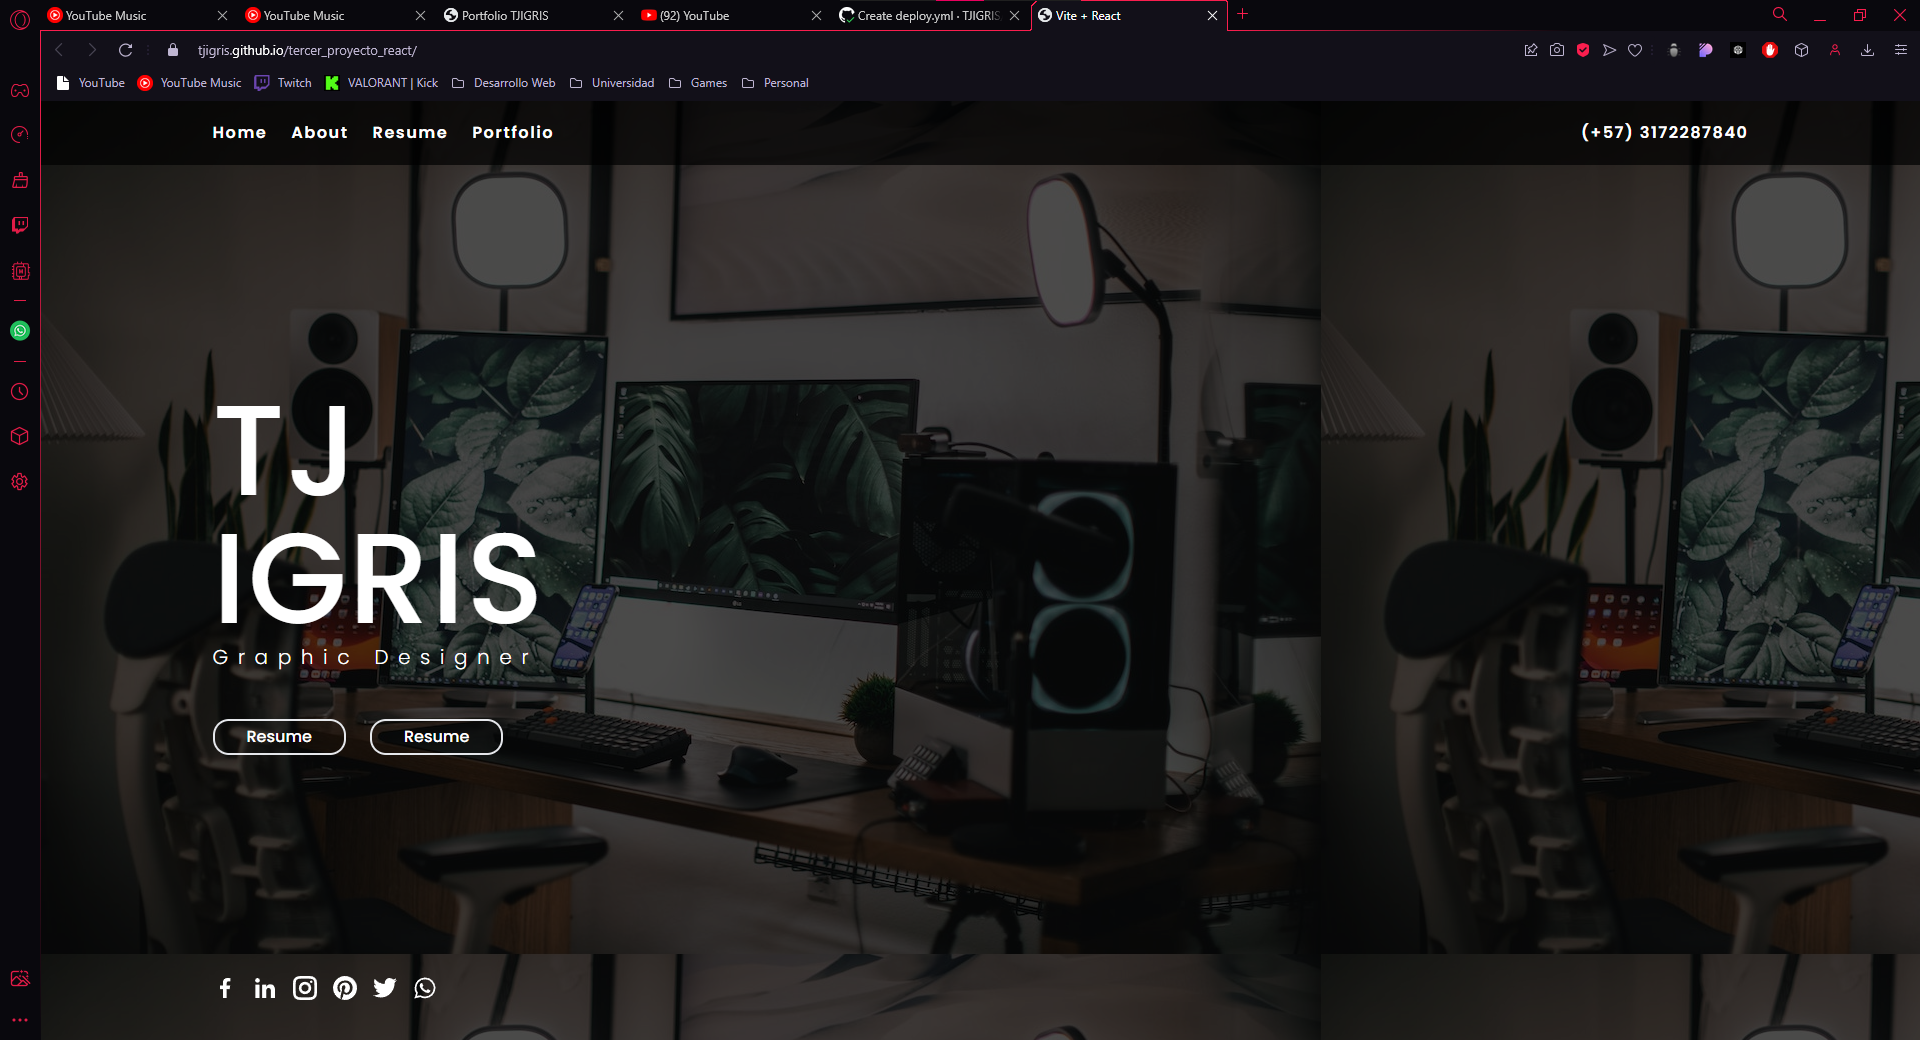 YouTube Music
YouTube Music
Portfolio TJIGRIS
(92) YouTube
Create deploy.yml · TJIGRIS
Vite + React
tjigris.github.io/tercer_proyecto_react/
YouTube
YouTube Music
Twitch
VALORANT | Kick
Desarrollo Web
Universidad
Games
Personal
Home
About
Resume
Portfolio
(+57) 3172287840
TJ
IGRIS
Graphic Designer
Resume
Resume